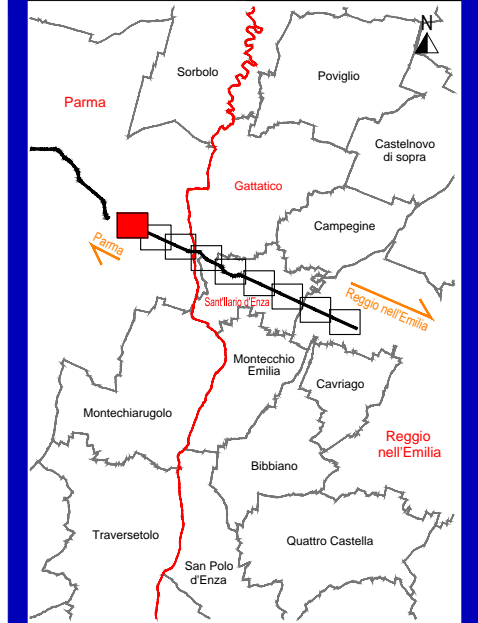 N
Sorbolo
Poviglio
Parma
Castelnovo
di sopra
Gattatico
Campegine
Parma
Reggio nell'Emilia
Sant'Ilario d'Enza
Montecchio
Emilia
Cavriago
Montechiarugolo
Reggio
nell'Emilia
Bibbiano
Traversetolo
Quattro Castella
San Polo
d'Enza